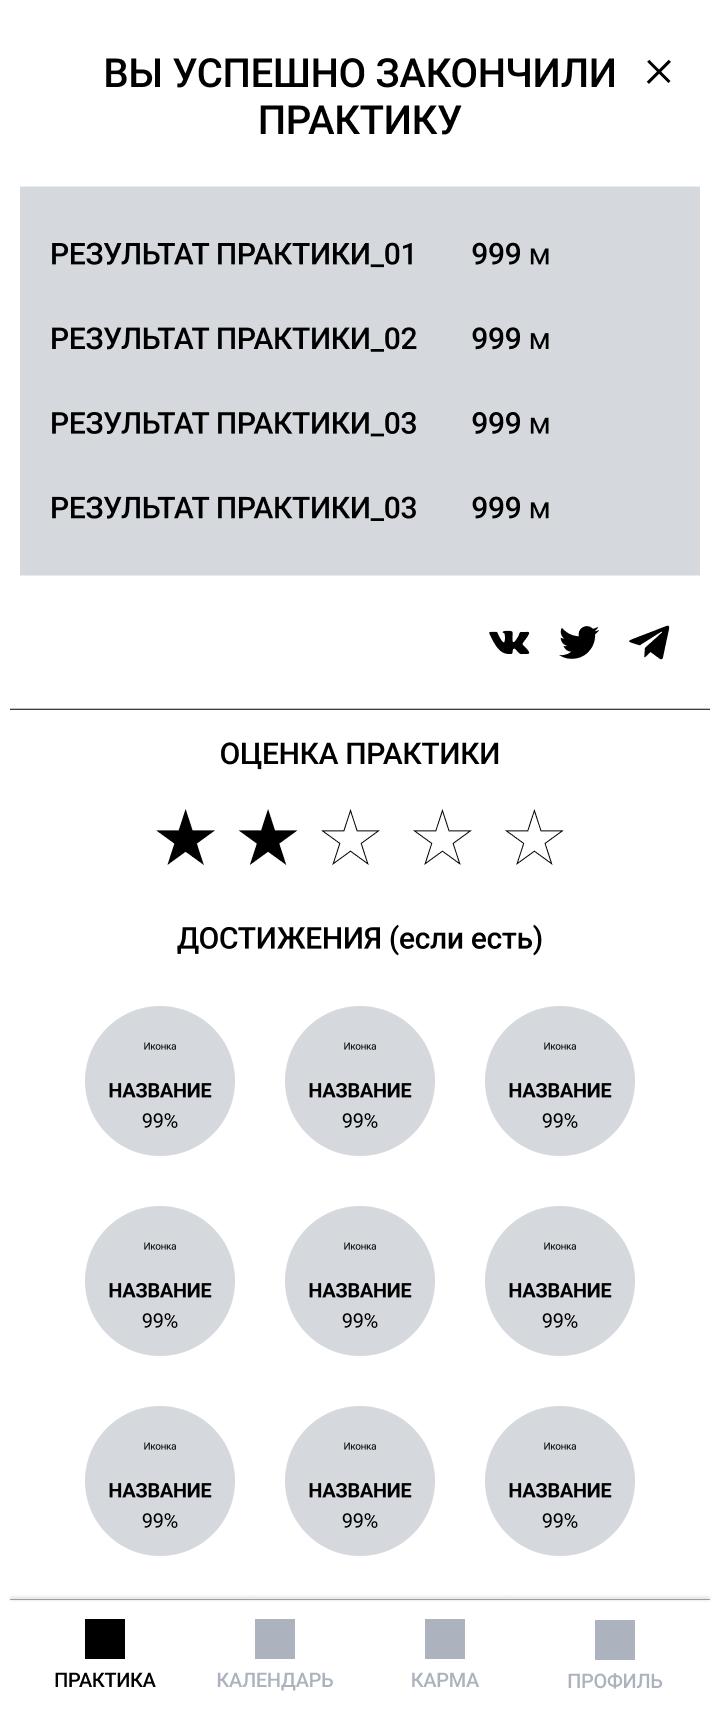 ВЫ УСПЕШНО ЗАКОНЧИЛИ
ПРАКТИКУ
РЕЗУЛЬТАТ ПРАКТИКИ_01 999 м
РЕЗУЛЬТАТ ПРАКТИКИ_02 999 м
РЕЗУЛЬТАТ ПРАКТИКИ_03 999 м
РЕЗУЛЬТАТ ПРАКТИКИ_03 999 м
ОЦЕНКА ПРАКТИКИ
ДОСТИЖЕНИЯ (если есть)
Иконка Иконка Иконка
НАЗВАНИЕ НАЗВАНИЕ НАЗВАНИЕ
99% 99% 99%
Иконка Иконка Иконка
НАЗВАНИЕ НАЗВАНИЕ НАЗВАНИЕ
99% 99% 99%
Иконка Иконка Иконка
НАЗВАНИЕ НАЗВАНИЕ НАЗВАНИЕ
99% 99% 99%
ПРАКТИКА КАЛЕНДАРЬ КАРМА ПРОФИЛЬ